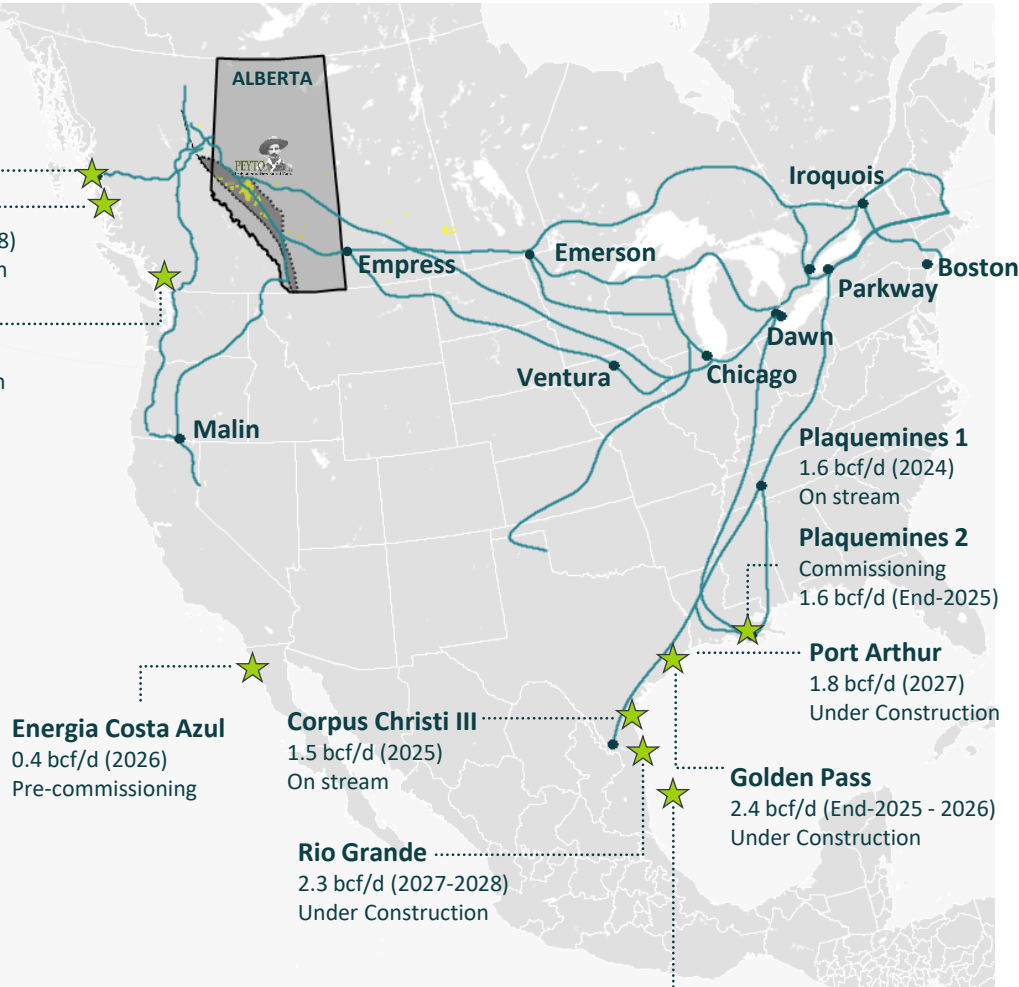 ALBERTA
PEYTO
Iroquois
8)
Empress
Emerson
Boston
Parkway
Dawn
Ventura
Chicago
Malin
Plaquemines 1
1.6 bcf/d (2024)
On stream
Plaquemines 2
Commissioning
1.6 bcf/d (End-2025)
Port Arthur
1.8 bcf/d (2027)
Under Construction
Energia Costa Azul
0.4 bcf/d (2026)
Pre-commissioning
Corpus Christi III
1.5 bcf/d (2025)
On stream
Golden Pass
2.4 bcf/d (End-2025 - 2026)
Under Construction
Rio Grande
2.3 bcf/d (2027-2028)
Under Construction